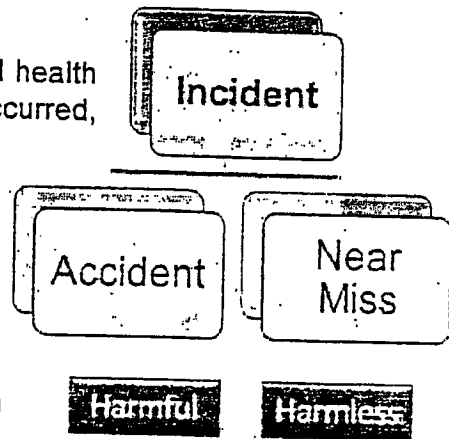 health
ccurred,
Incident
Accident
Near
Miss
Harmful
Harmless